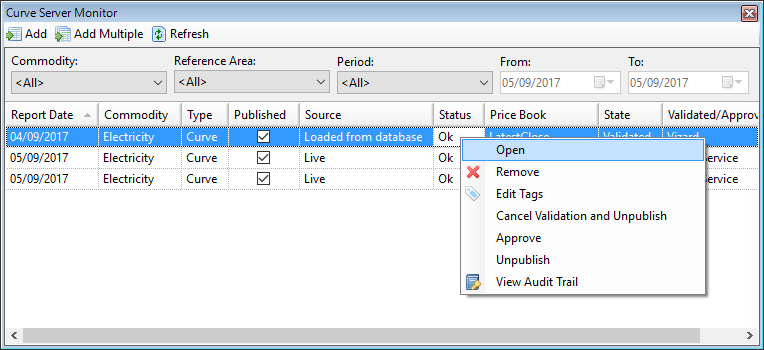 Curve Server Monitor
Add Add Multiple Refresh
Commodity: Reference Area: Period: From: To:
<All> <All> <All> 05/09/2017 05/09/2017
Report Date Commodity Type Published Source Status Price Book State Validated/Approv
04/09/2017 Electricity Curve Loaded from database Ok LatestClose Validated Vizard
05/09/2017 Electricity Curve Live Ok ervice
05/09/2017 Electricity Curve Live Ok ervice
Open
Remove
Edit Tags
Cancel Validation and Unpublish
Approve
Unpublish
View Audit Trail